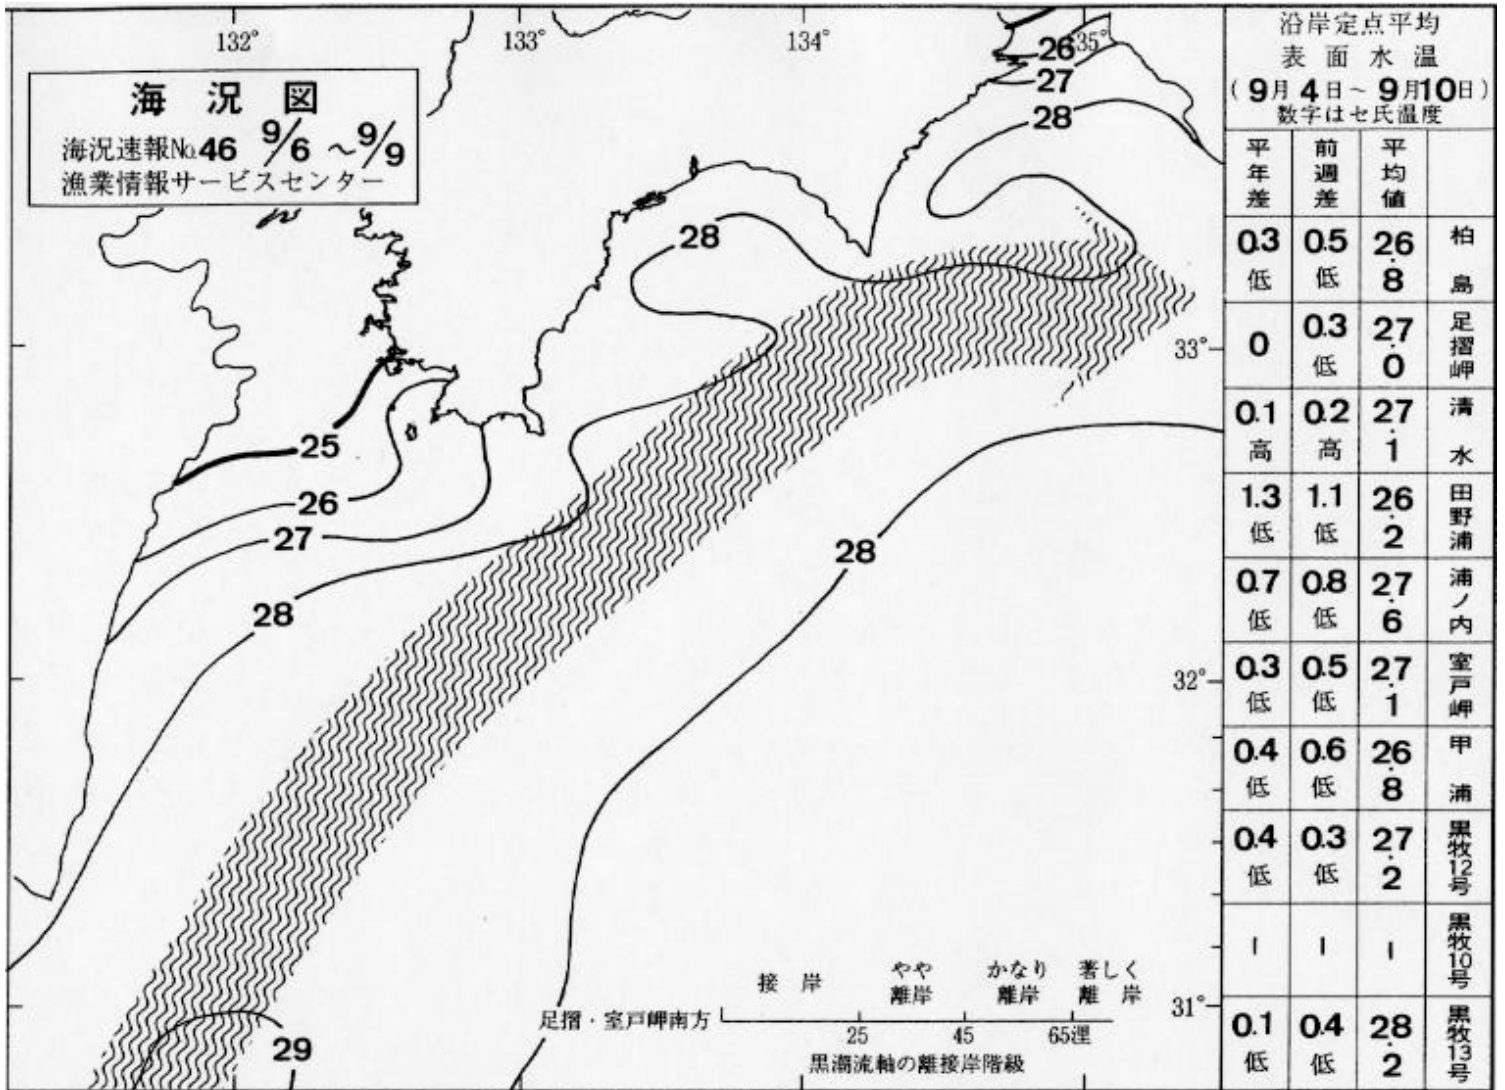 132°
133°
134°
135°
海況図
海況速報No.46 9/6 ~ 9/9
漁業情報サービスセンター
26
27
28
28
33°
25
26
27
28
28
32°
31°
29
接岸
やや離岸
かなり離岸
著しく離岸
足摺・室戸岬南方
25 45 65浬
黒潮流軸の離接岸階級
沿岸定点平均
表面水温
(9月4日~9月10日)
数字はセ氏温度
平年差 前週差 平均値
0.3低 0.5低 26.8 柏島
0 0.3低 27.0 足摺岬
0.1高 0.2高 27.1 清水
1.3低 1.1低 26.2 田野浦
0.7低 0.8低 27.6 浦ノ内
0.3低 0.5低 27.1 室戸岬
0.4低 0.6低 26.8 甲浦
0.4低 0.3低 27.2 黒牧12号
- - - 黒牧10号
0.1低 0.4低 28.2 黒牧13号